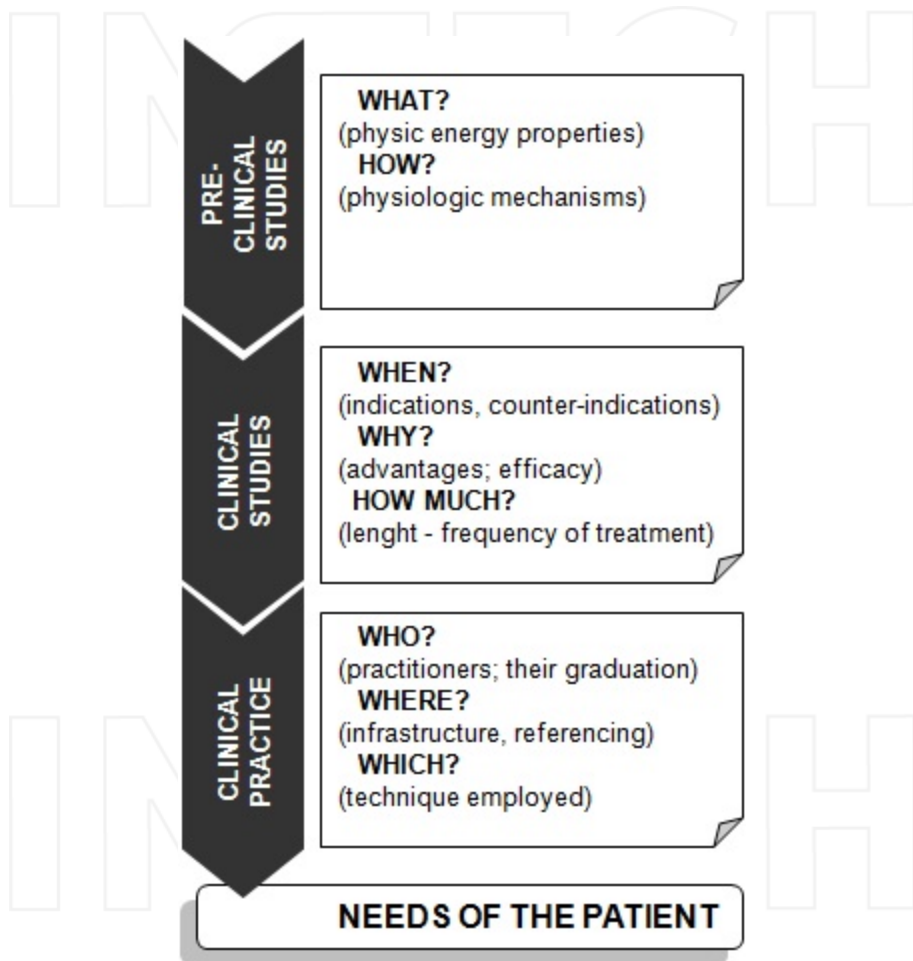 PRE-
CLINICAL
STUDIES
WHAT?
(physic energy properties)
HOW?
(physiologic mechanisms)
CLINICAL
STUDIES
WHEN?
(indications, counter-indications)
WHY?
(advantages; efficacy)
HOW MUCH?
(lenght - frequency of treatment)
CLINICAL
PRACTICE
WHO?
(practitioners; their graduation)
WHERE?
(infrastructure, referencing)
WHICH?
(technique employed)
NEEDS OF THE PATIENT